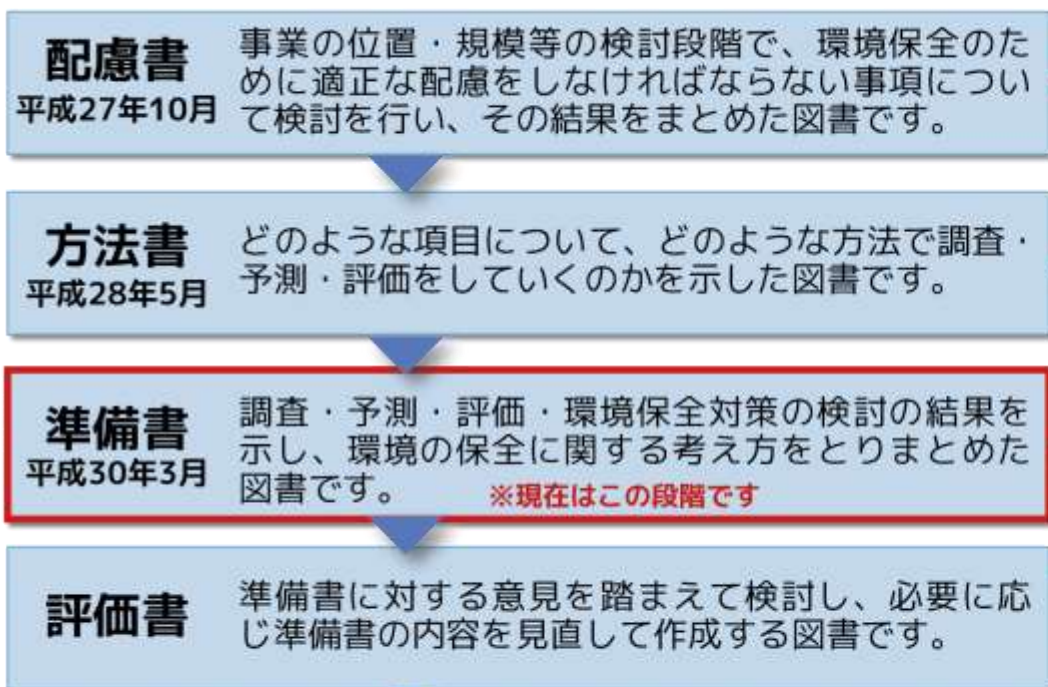 配慮書
平成27年10月
事業の位置・規模等の検討段階で、環境保全のた
めに適正な配慮をしなければならない事項につい
て検討を行い、その結果をまとめた図書です。
方法書
平成28年5月
どのような項目について、どのような方法で調査・
予測・評価をしていくのかを示した図書です。
準備書
平成30年3月
調査・予測・評価・環境保全対策の検討の結果を
示し、環境の保全に関する考え方をとりまとめた
図書です。
※現在はこの段階です
評価書
準備書に対する意見を踏まえて検討し、必要に応
じ準備書の内容を見直して作成する図書です。